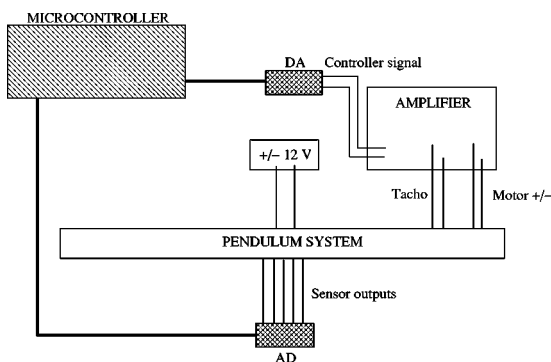 MICROCONTROLLER
DA Controller signal
AMPLIFIER
+/- 12 V
Tacho
Motor +/-
PENDULUM SYSTEM
Sensor outputs
AD